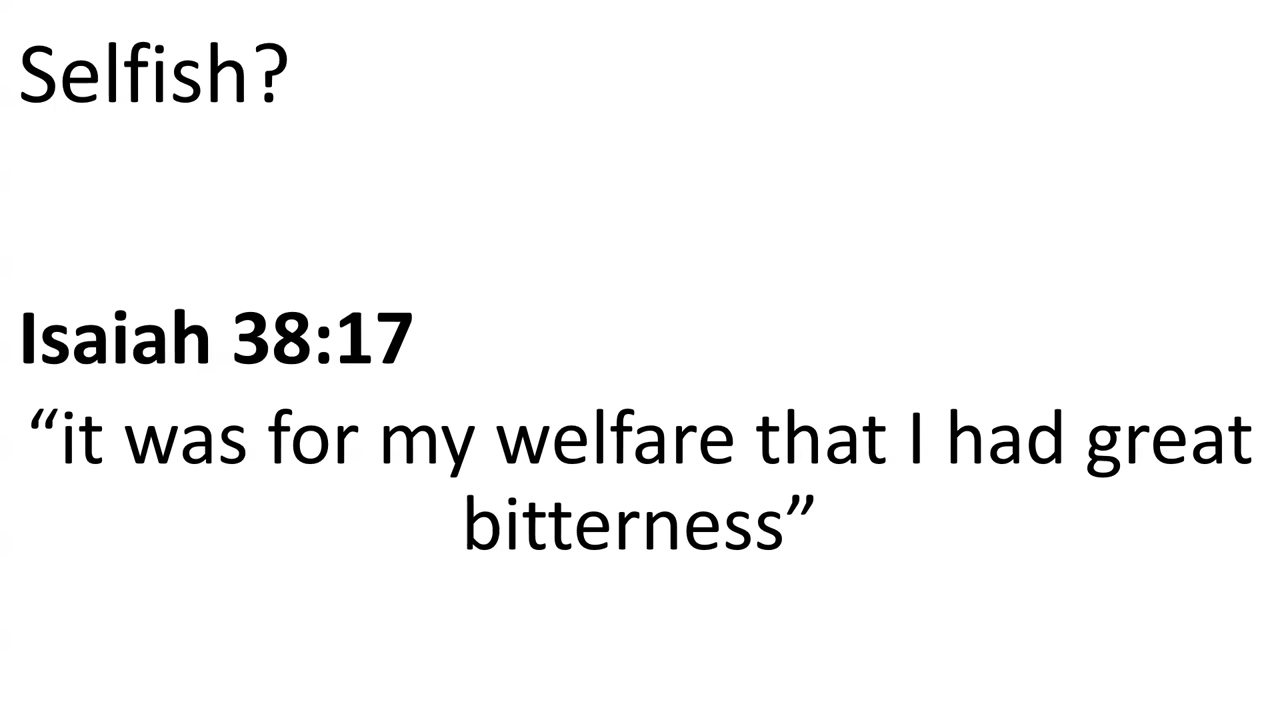 Selfish?
Isaiah 38:17
“it was for my welfare that I had great
bitterness”